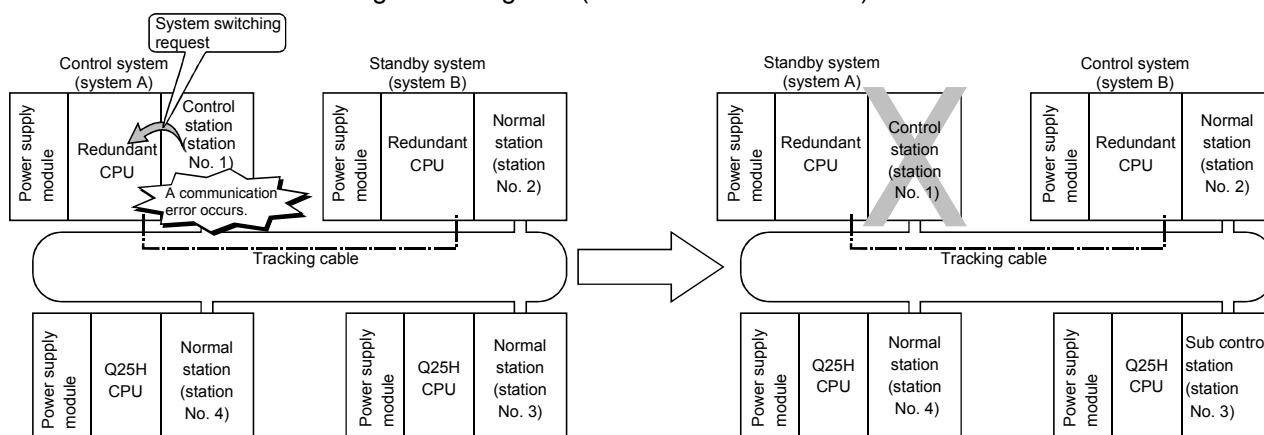 System switching
request
Control system
(system A)
Power supply
module
Redundant
CPU
Control
station
(station
No. 1)
A communication
error occurs.
Standby system
(system B)
Power supply
module
Redundant
CPU
Normal
station
(station
No. 2)
Tracking cable
Power supply
module
Q25H
CPU
Normal
station
(station
No. 4)
Power supply
module
Q25H
CPU
Normal
station
(station
No. 3)
Standby system
(system A)
Power supply
module
Redundant
CPU
Control
station
(station
No. 1)
Control system
(system B)
Power supply
module
Redundant
CPU
Normal
station
(station
No. 2)
Tracking cable
Power supply
module
Q25H
CPU
Normal
station
(station
No. 4)
Power supply
module
Q25H
CPU
Sub contro
station
(station
No. 3)